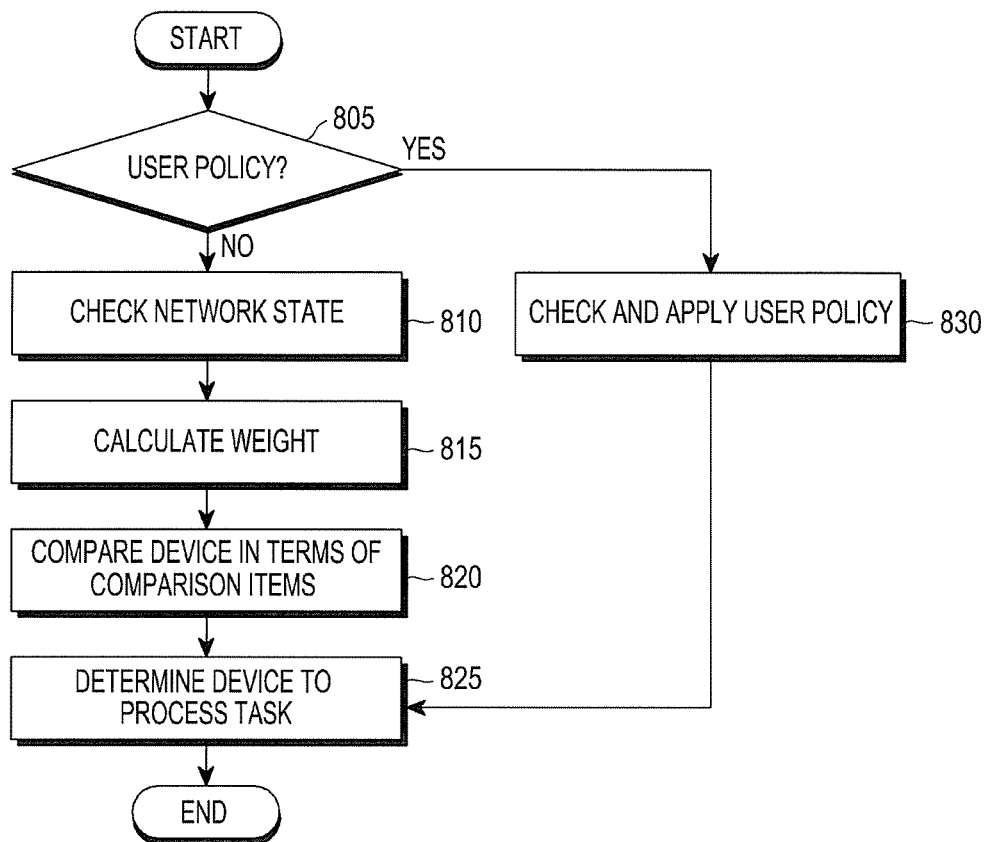 START
805
USER POLICY?
YES
NO
CHECK NETWORK STATE
810
CHECK AND APPLY USER POLICY
830
CALCULATE WEIGHT
815
COMPARE DEVICE IN TERMS OF
COMPARISON ITEMS
820
DETERMINE DEVICE TO
PROCESS TASK
825
END